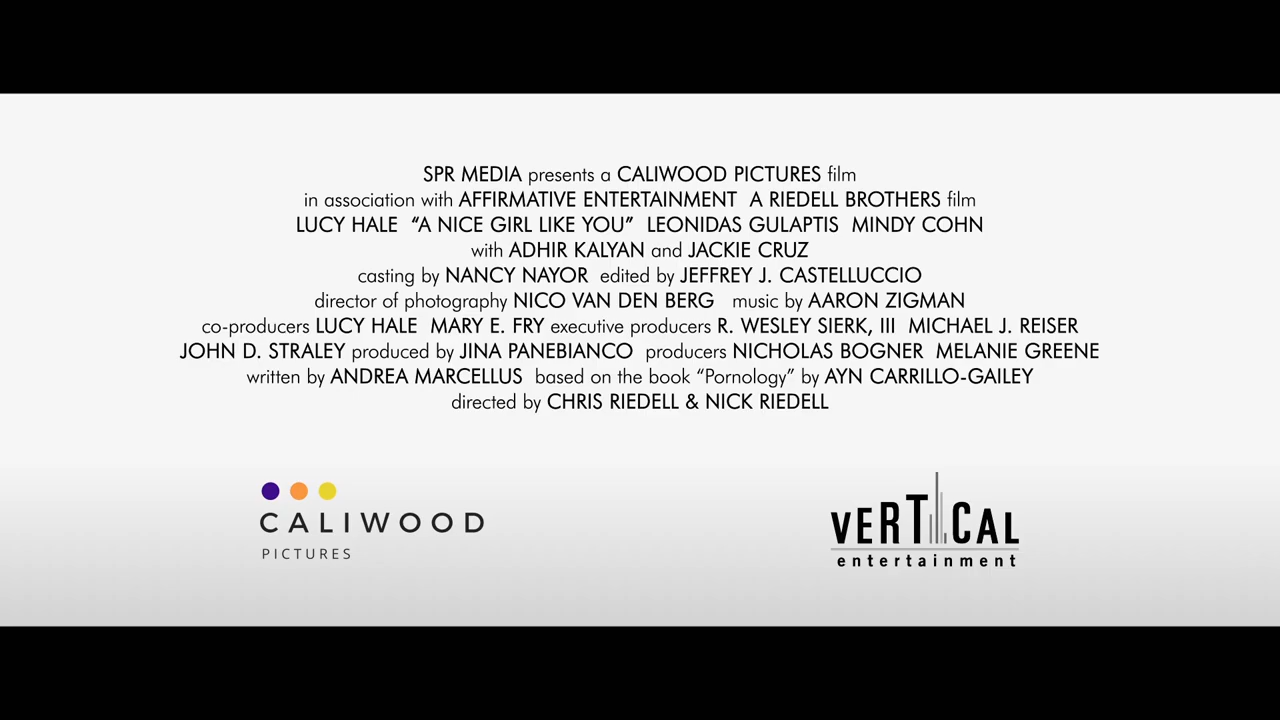 SPR MEDIA presents a CALIWOOD PICTURES film
in association with AFFIRMATIVE ENTERTAINMENT A RIEDELL BROTHERS film
LUCY HALE “A NICE GIRL LIKE YOU” LEONIDAS GULAPTIS MINDY COHN
with ADHIR KALYAN and JACKIE CRUZ
casting by NANCY NAYOR edited by JEFFREY J. CASTELLUCCIO
director of photography NICO VAN DEN BERG music by AARON ZIGMAN
co-producers LUCY HALE MARY E. FRY executive producers R. WESLEY SIERK, III MICHAEL J. REISER
JOHN D. STRALEY produced by JINA PANEBIANCO producers NICHOLAS BOGNER MELANIE GREENE
written by ANDREA MARCELLUS based on the book “Pornology” by AYN CARRILLO-GAILEY
directed by CHRIS RIEDELL & NICK RIEDELL
CALIWOOD
PICTURES
VERTICAL
entertainment